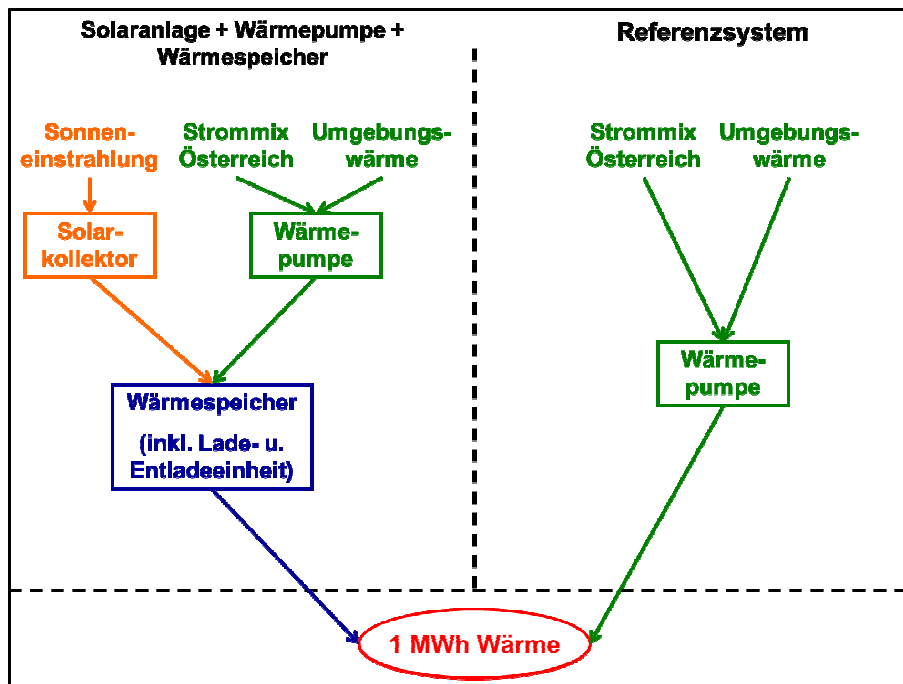 Solaranlage + Wärmepumpe +
Wärmespeicher
Referenzsystem
Sonnen-
einstrahlung
Strommix
Österreich
Umgebungs-
wärme
Strommix
Österreich
Umgebungs-
wärme
Solar-
kollektor
Wärme-
pumpe
Wärme-
pumpe
Wärmespeicher
(inkl. Lade- u.
Entladeeinheit)
1 MWh Wärme